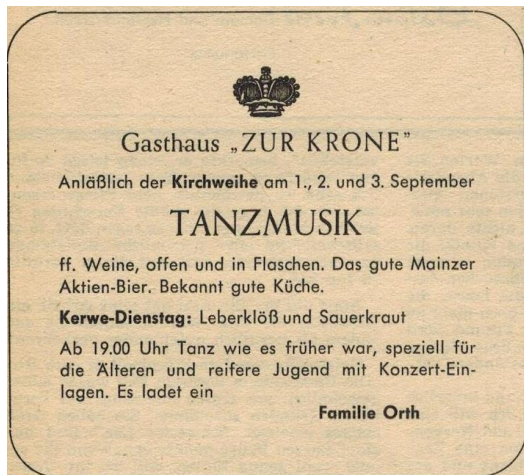 Gasthaus „ZUR KRONE”
Anläßlich der Kirchweihe am 1., 2. und 3. September
TANZMUSIK
ff. Weine, offen und in Flaschen. Das gute Mainzer
Aktien-Bier. Bekannt gute Küche.
Kerwe-Dienstag: Leberklöß und Sauerkraut
Ab 19.00 Uhr Tanz wie es früher war, speziell für
die Älteren und reifere Jugend mit Konzert-Ein-
lagen. Es ladet ein
Familie Orth